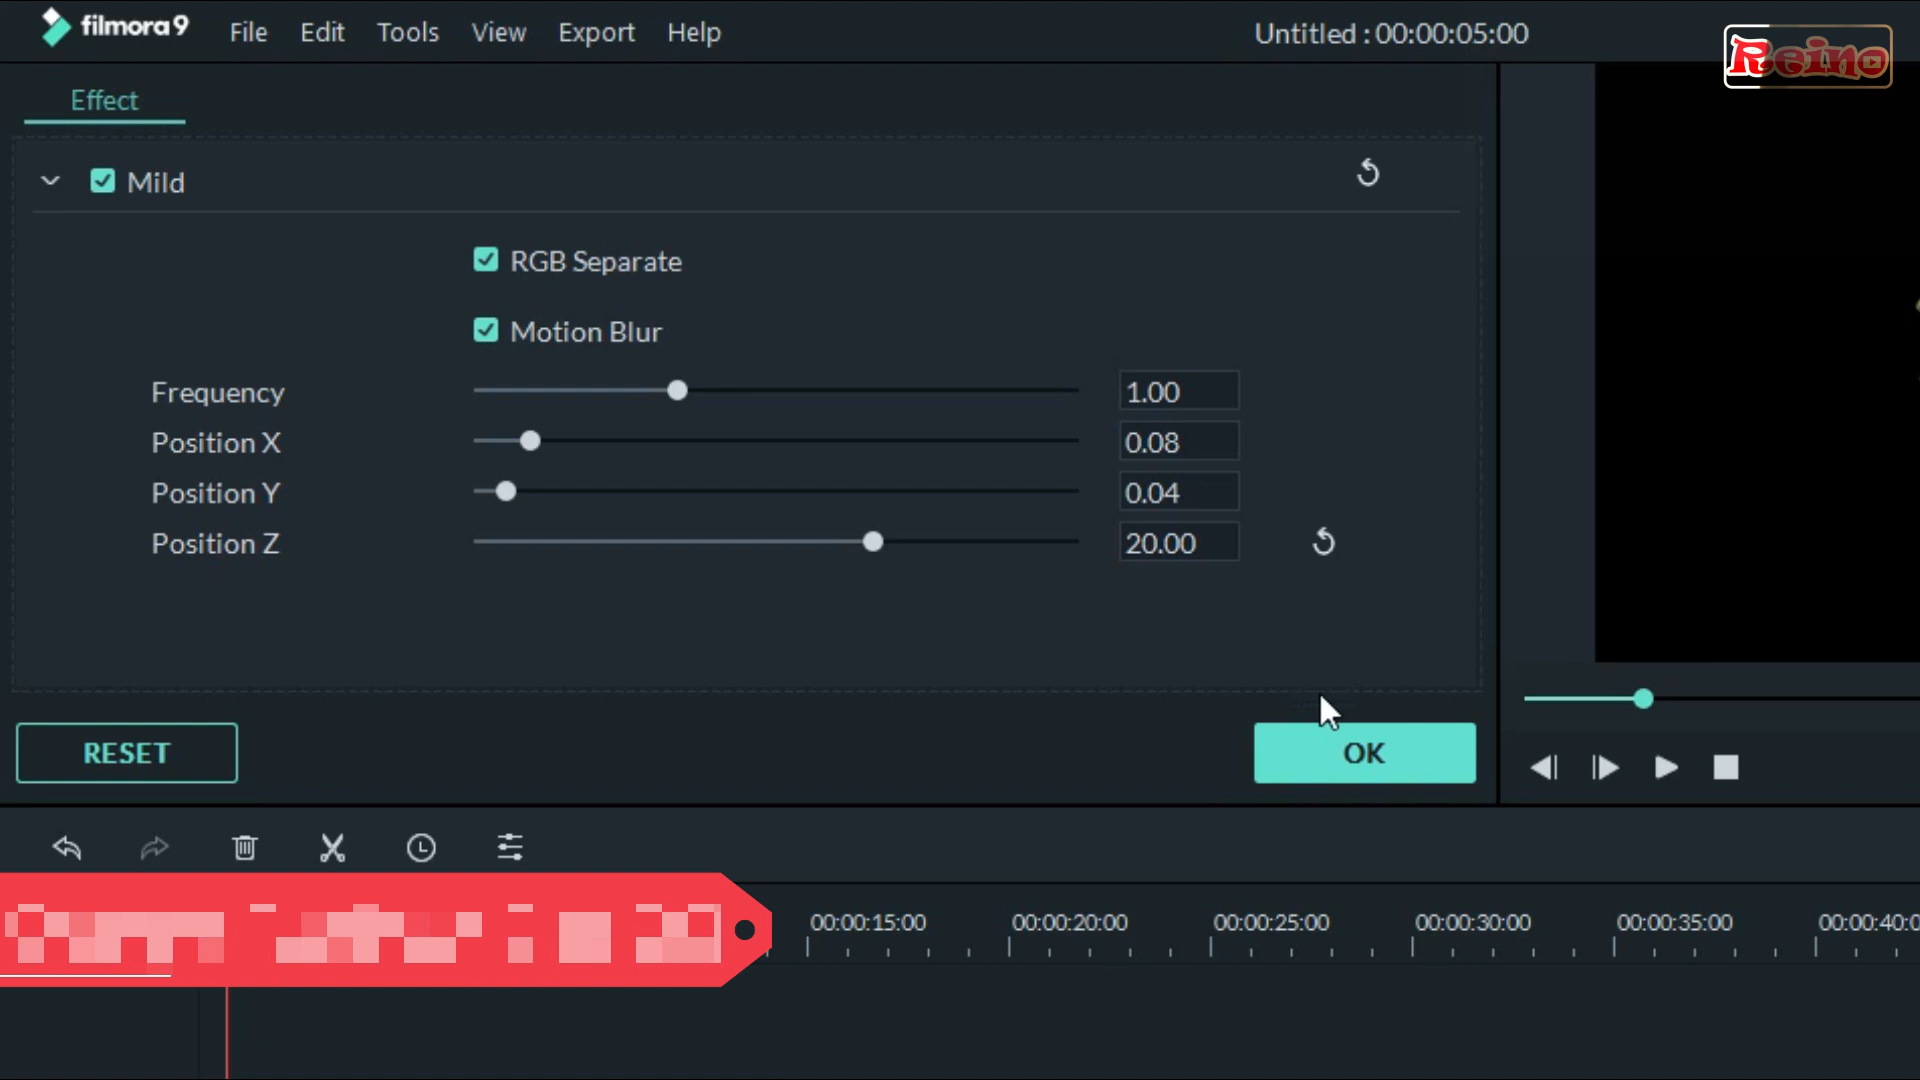 filmora9 File Edit Tools View Export Help Untitled : 00:00:05:00
Reino
Effect
Mild
RGB Separate
Motion Blur
Frequency 1.00
Position X 0.08
Position Y 0.04
Position Z 20.00
RESET OK
00:00:15:00 00:00:20:00 00:00:25:00 00:00:30:00 00:00:35:00 00:00:40:0